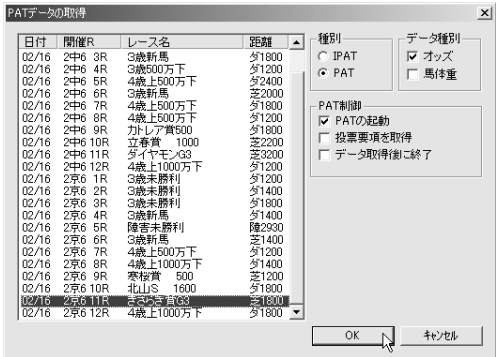 PATデータの取得
日付 開催R レース名 距離
02/16 2中6 3R 3歳新馬 ダ1800
02/16 2中6 4R 3歳500万下 ダ1200
02/16 2中6 5R 4歳上500万下 ダ2400
02/16 2中6 6R 3歳新馬 芝2000
02/16 2中6 7R 4歳上500万下 ダ1800
02/16 2中6 8R 4歳上500万下 ダ1200
02/16 2中6 9R カトレア賞500 ダ1800
02/16 2中6 10R 立春賞 1000 芝2200
02/16 2中6 11R ダイヤモンG3 芝3200
02/16 2中6 12R 4歳上1000万下 ダ1200
02/16 2京6 1R 3歳未勝利 ダ1200
02/16 2京6 2R 3歳未勝利 ダ1400
02/16 2京6 3R 3歳未勝利 ダ1800
02/16 2京6 4R 3歳新馬 ダ1400
02/16 2京6 5R 障害未勝利 障2930
02/16 2京6 6R 3歳新馬 芝1400
02/16 2京6 7R 4歳上500万下 ダ1200
02/16 2京6 8R 4歳上1000万下 ダ1400
02/16 2京6 9R 寒桜賞 500 芝1200
02/16 2京6 10R 北山S 1600 ダ1800
02/16 2京6 11R きさらぎ賞G3 芝1800
02/16 2京6 12R 4歳上1000万下 ダ1800
種別
IPAT
PAT
データ種別
オッズ
馬体重
PAT制御
PATの起動
投票要項を取得
データ取得後に終了
OK
キャンセル